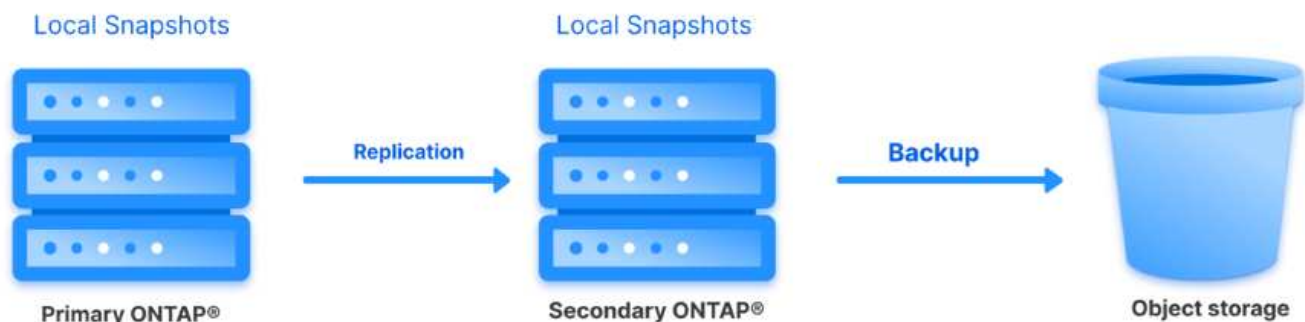 Local Snapshots
Local Snapshots
Replication
Backup
Primary ONTAP®
Secondary ONTAP®
Object storage